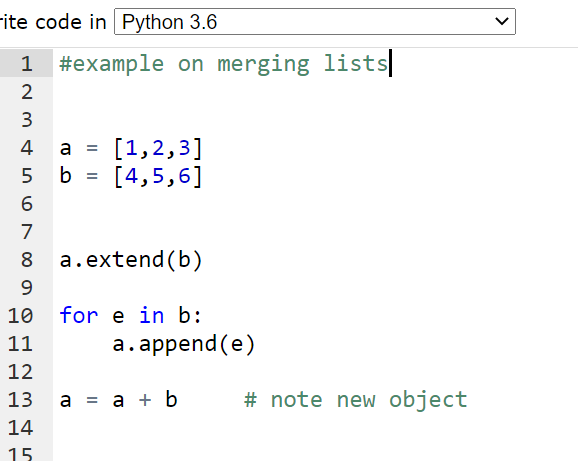 rite code in Python 3.6
1 #example on merging lists
2
3
4 a = [1,2,3]
5 b = [4,5,6]
6
7
8 a.extend(b)
9
10 for e in b:
11     a.append(e)
12
13 a = a + b     # note new object
14
15